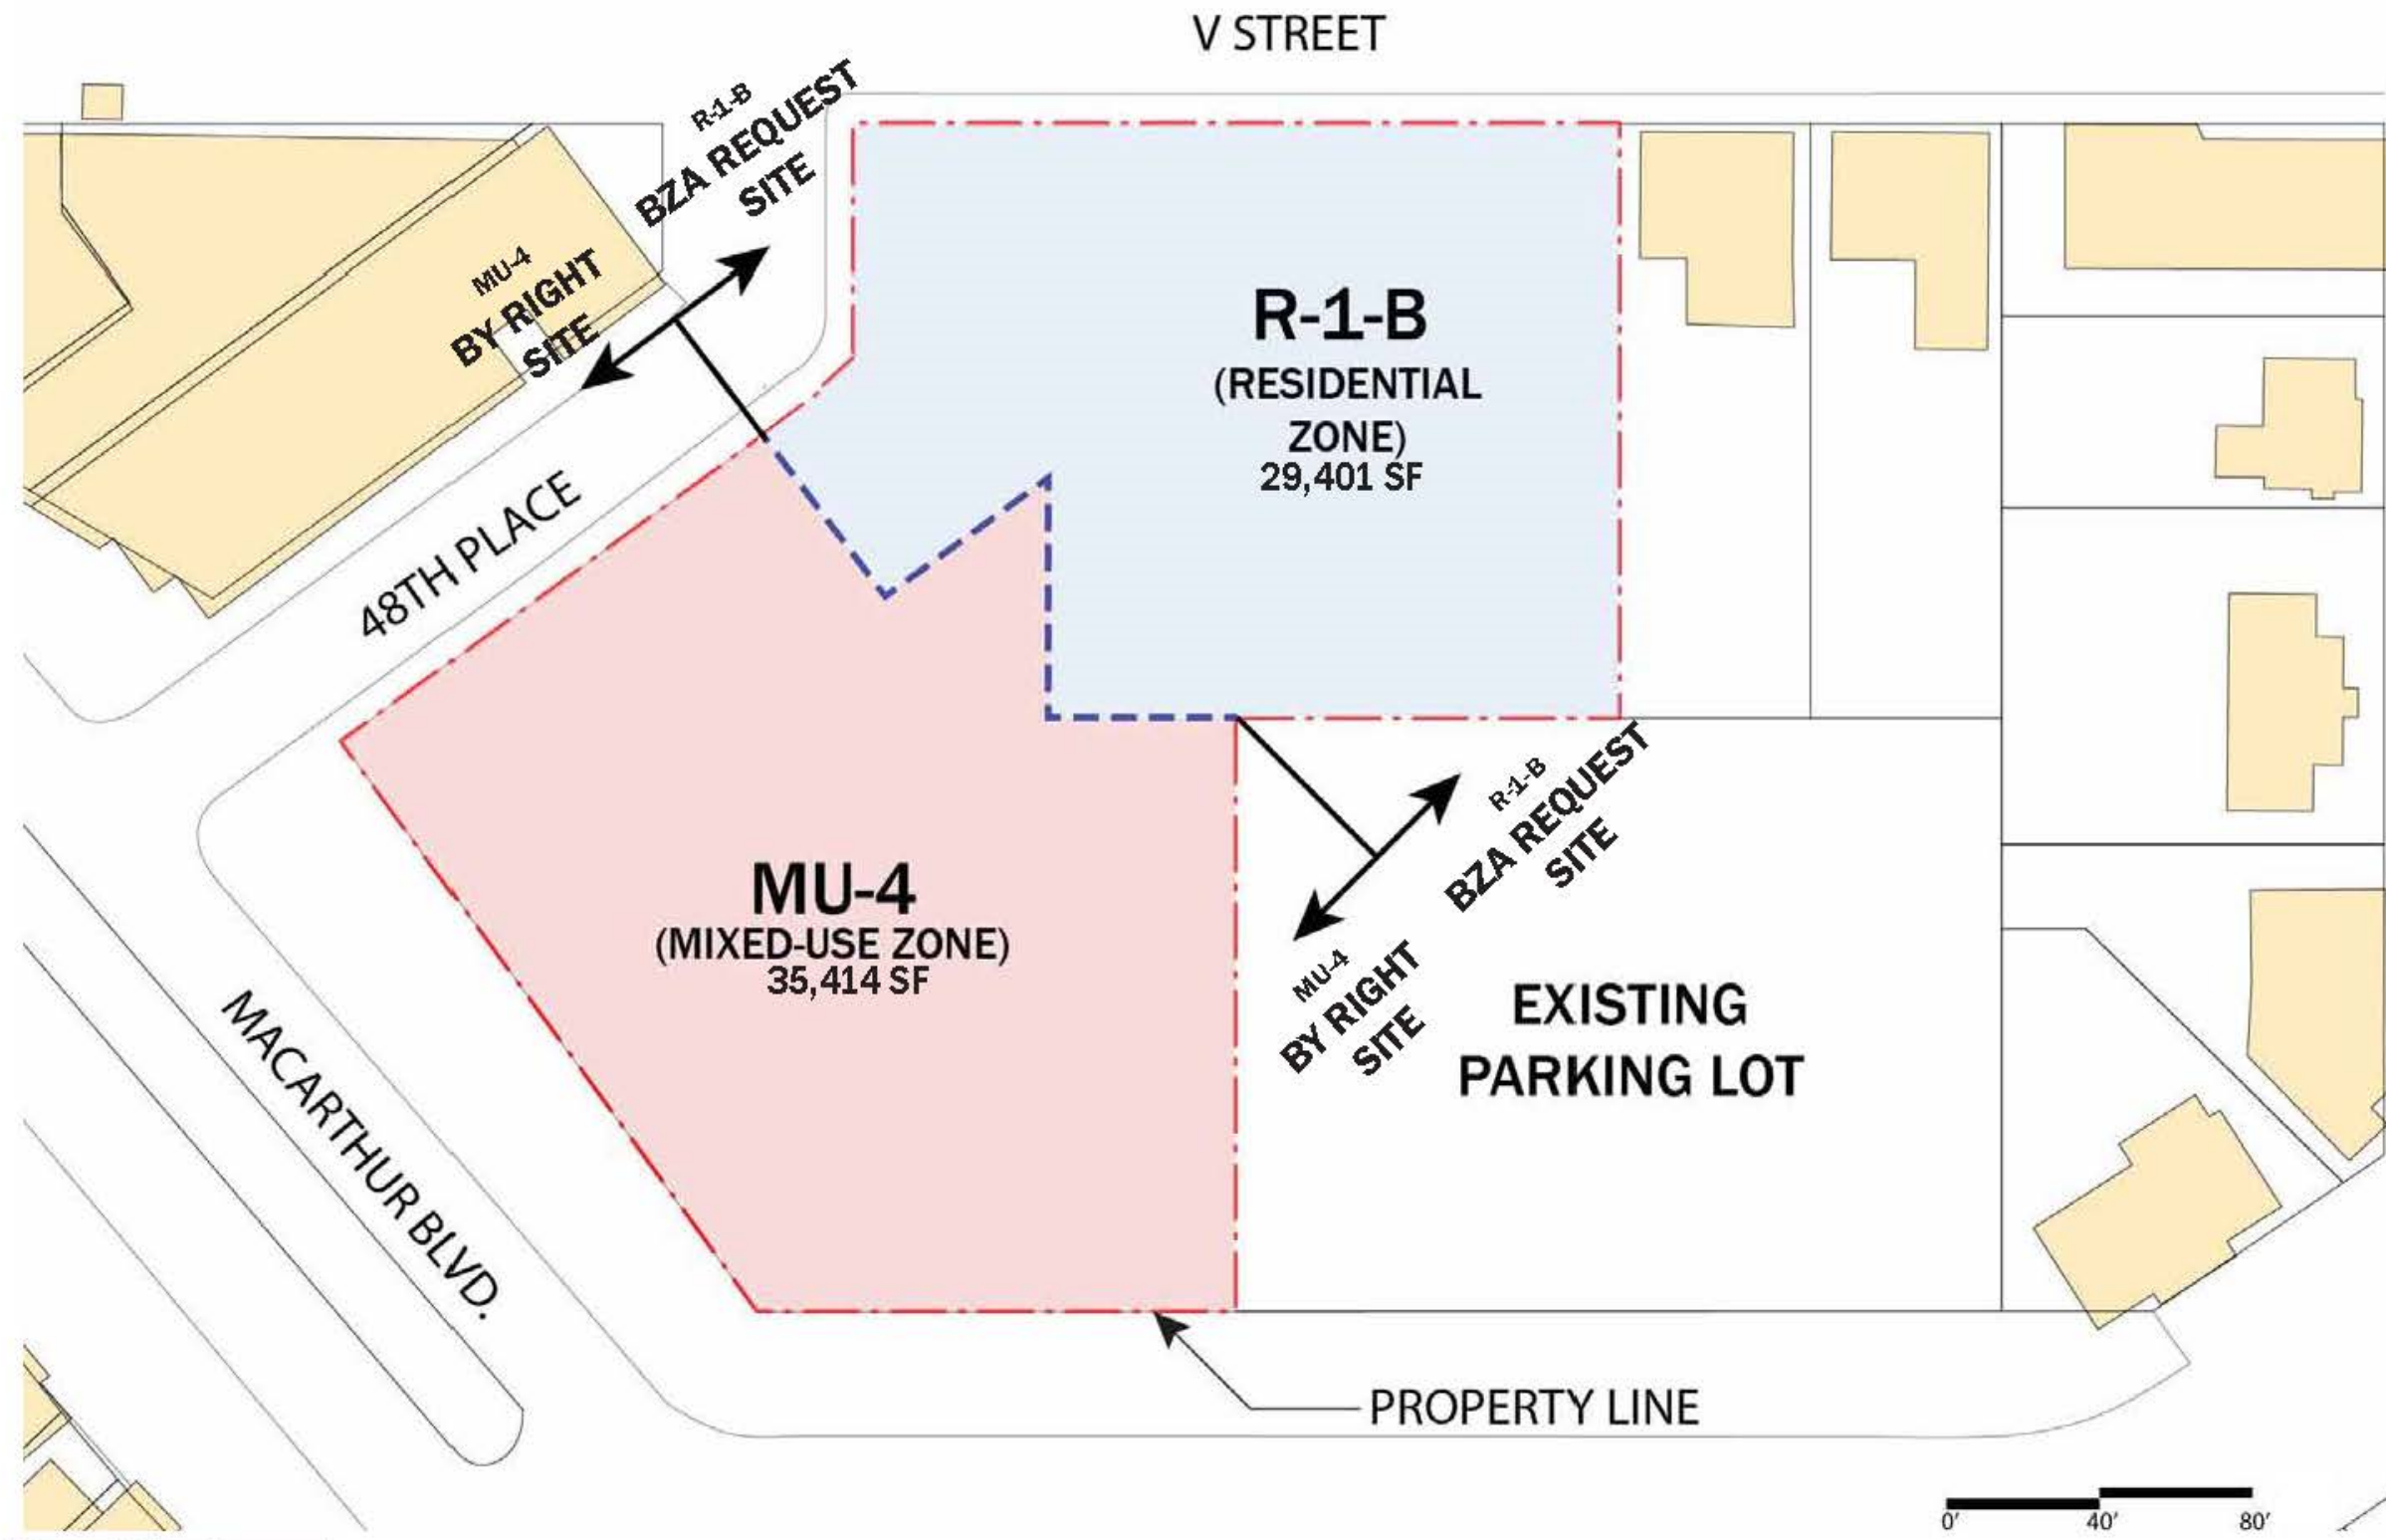 V STREET
R-1-B
BZA REQUEST
SITE
MU-4
BY RIGHT
SITE
R-1-B
(RESIDENTIAL
ZONE)
29,401 SF
48TH PLACE
R-1-B
BZA REQUEST
SITE
MU-4
(MIXED-USE ZONE)
35,414 SF
MU-4
BY RIGHT
SITE
EXISTING
PARKING LOT
MACARTHUR BLVD.
PROPERTY LINE
0' 40' 80'